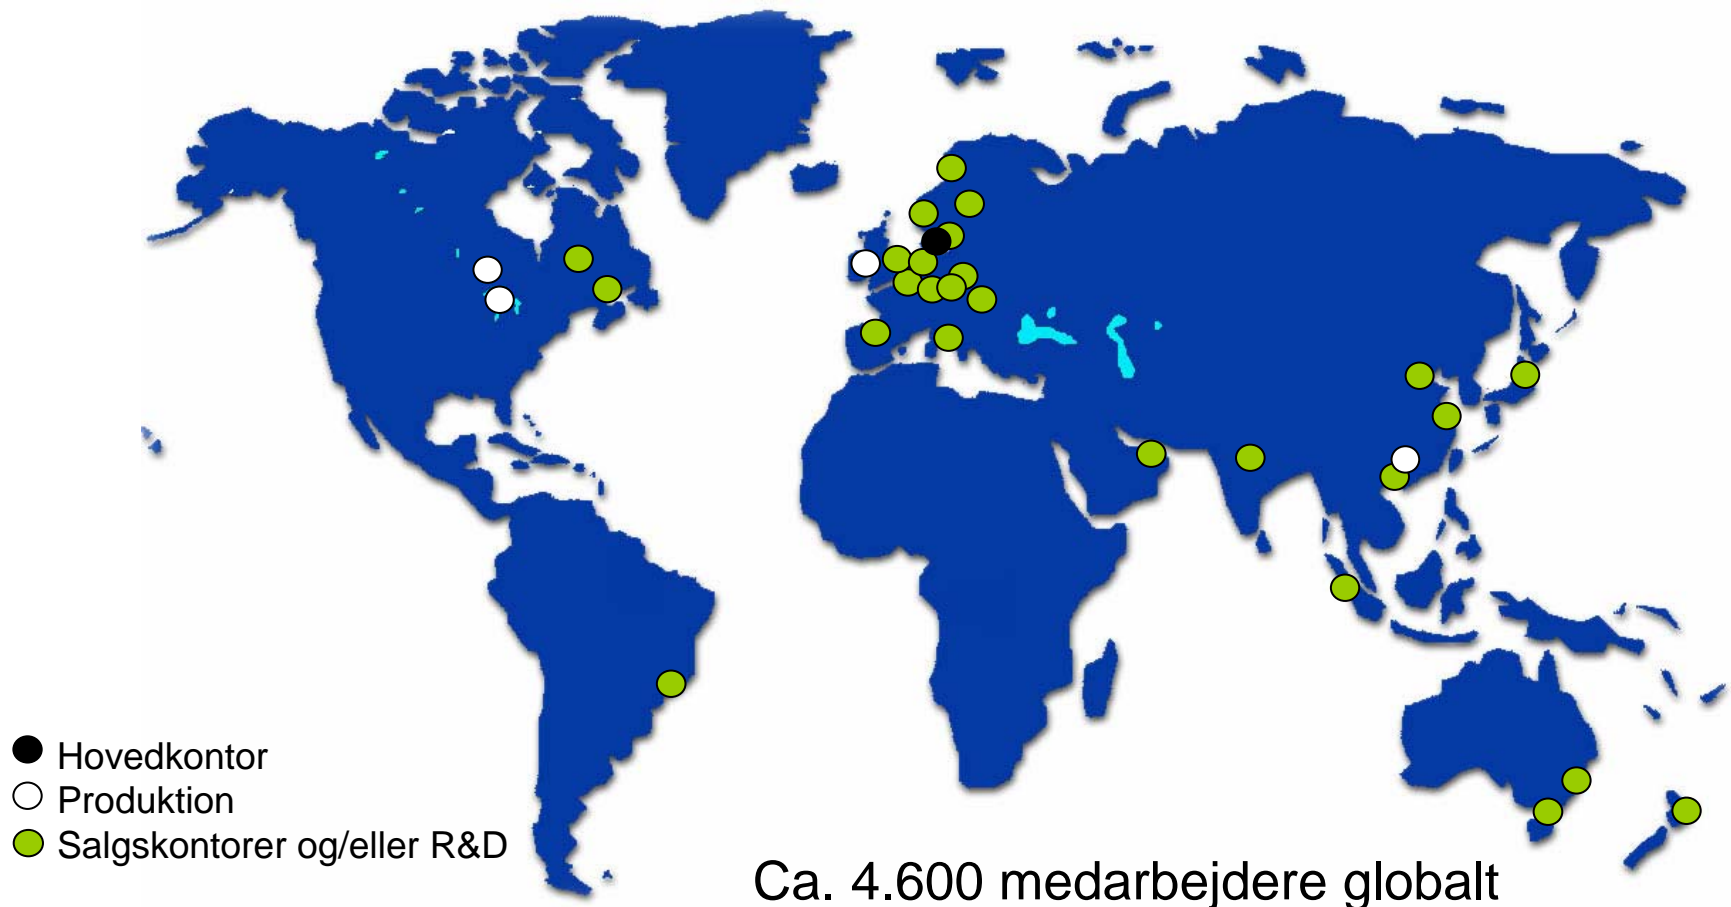 Hovedkontor
Produktion
Salgskontorer og/eller R&D
Ca. 4.600 medarbejdere globalt